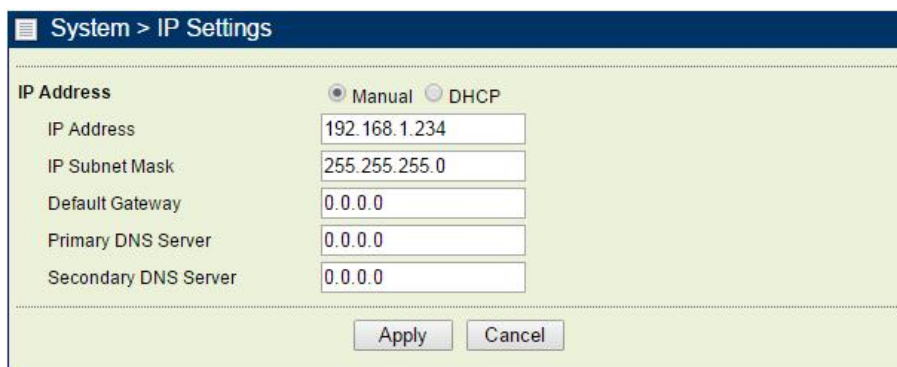 System > IP Settings
IP Address Manual DHCP
IP Address 192.168.1.234
IP Subnet Mask 255.255.255.0
Default Gateway 0.0.0.0
Primary DNS Server 0.0.0.0
Secondary DNS Server 0.0.0.0
Apply Cancel